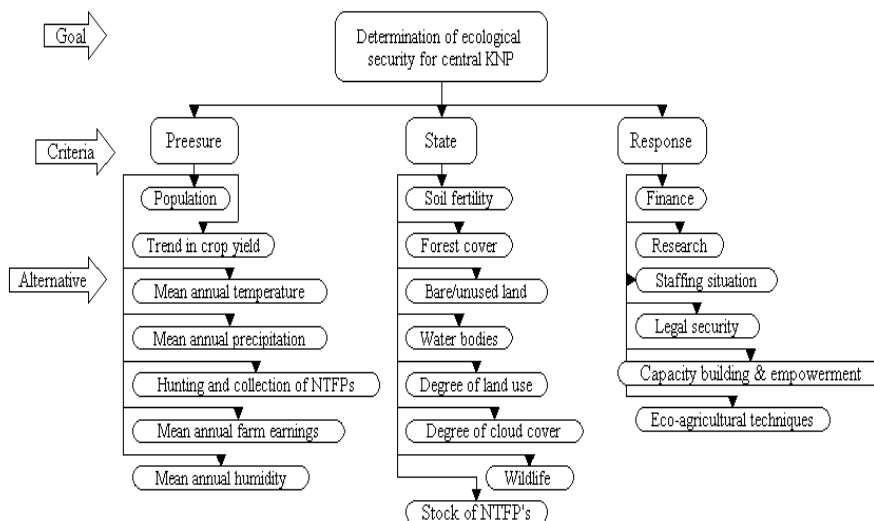 Goal
Determination of ecological
security for central KNP
Criteria
Preesure
State
Response
Alternative
Population
Trend in crop yield
Mean annual temperature
Mean annual precipitation
Hunting and collection of NTFPs
Mean annual farm earnings
Mean annual humidity
Soil fertility
Forest cover
Bare/unused land
Water bodies
Degree of land use
Degree of cloud cover
Wildlife
Stock of NTFP's
Finance
Research
Staffing situation
Legal security
Capacity building & empowerment
Eco-agricultural techniques